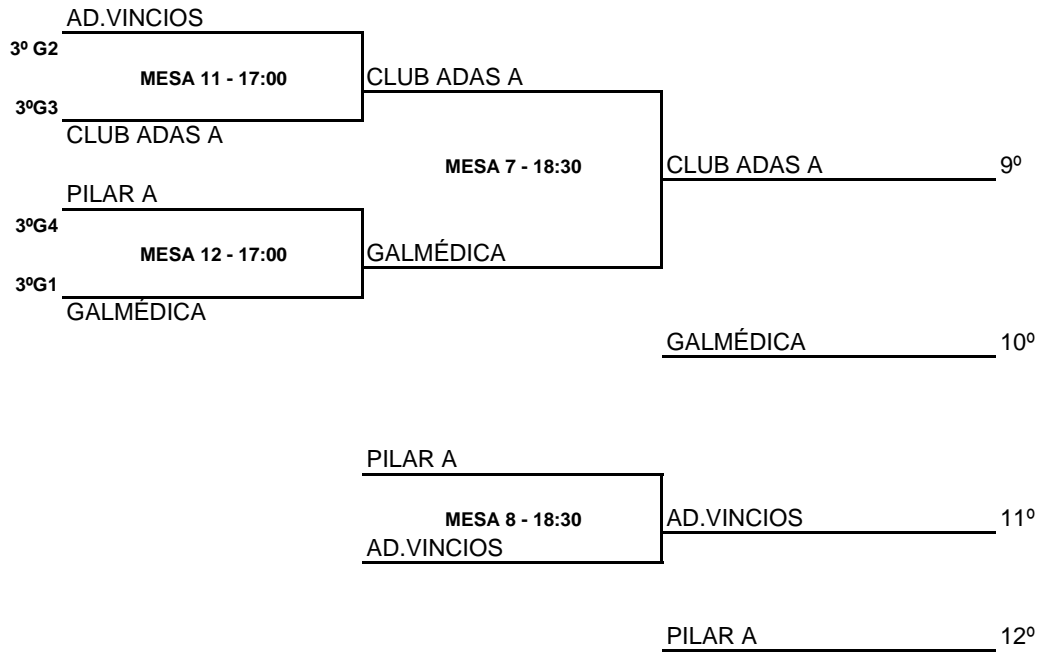 AD.VINCIOS
3º G2
MESA 11 - 17:00
CLUB ADAS A
3ºG3
CLUB ADAS A
MESA 7 - 18:30
CLUB ADAS A 9º
PILAR A
3ºG4
MESA 12 - 17:00
GALMÉDICA
3ºG1
GALMÉDICA
GALMÉDICA 10º
PILAR A
MESA 8 - 18:30
AD.VINCIOS 11º
AD.VINCIOS
PILAR A 12º